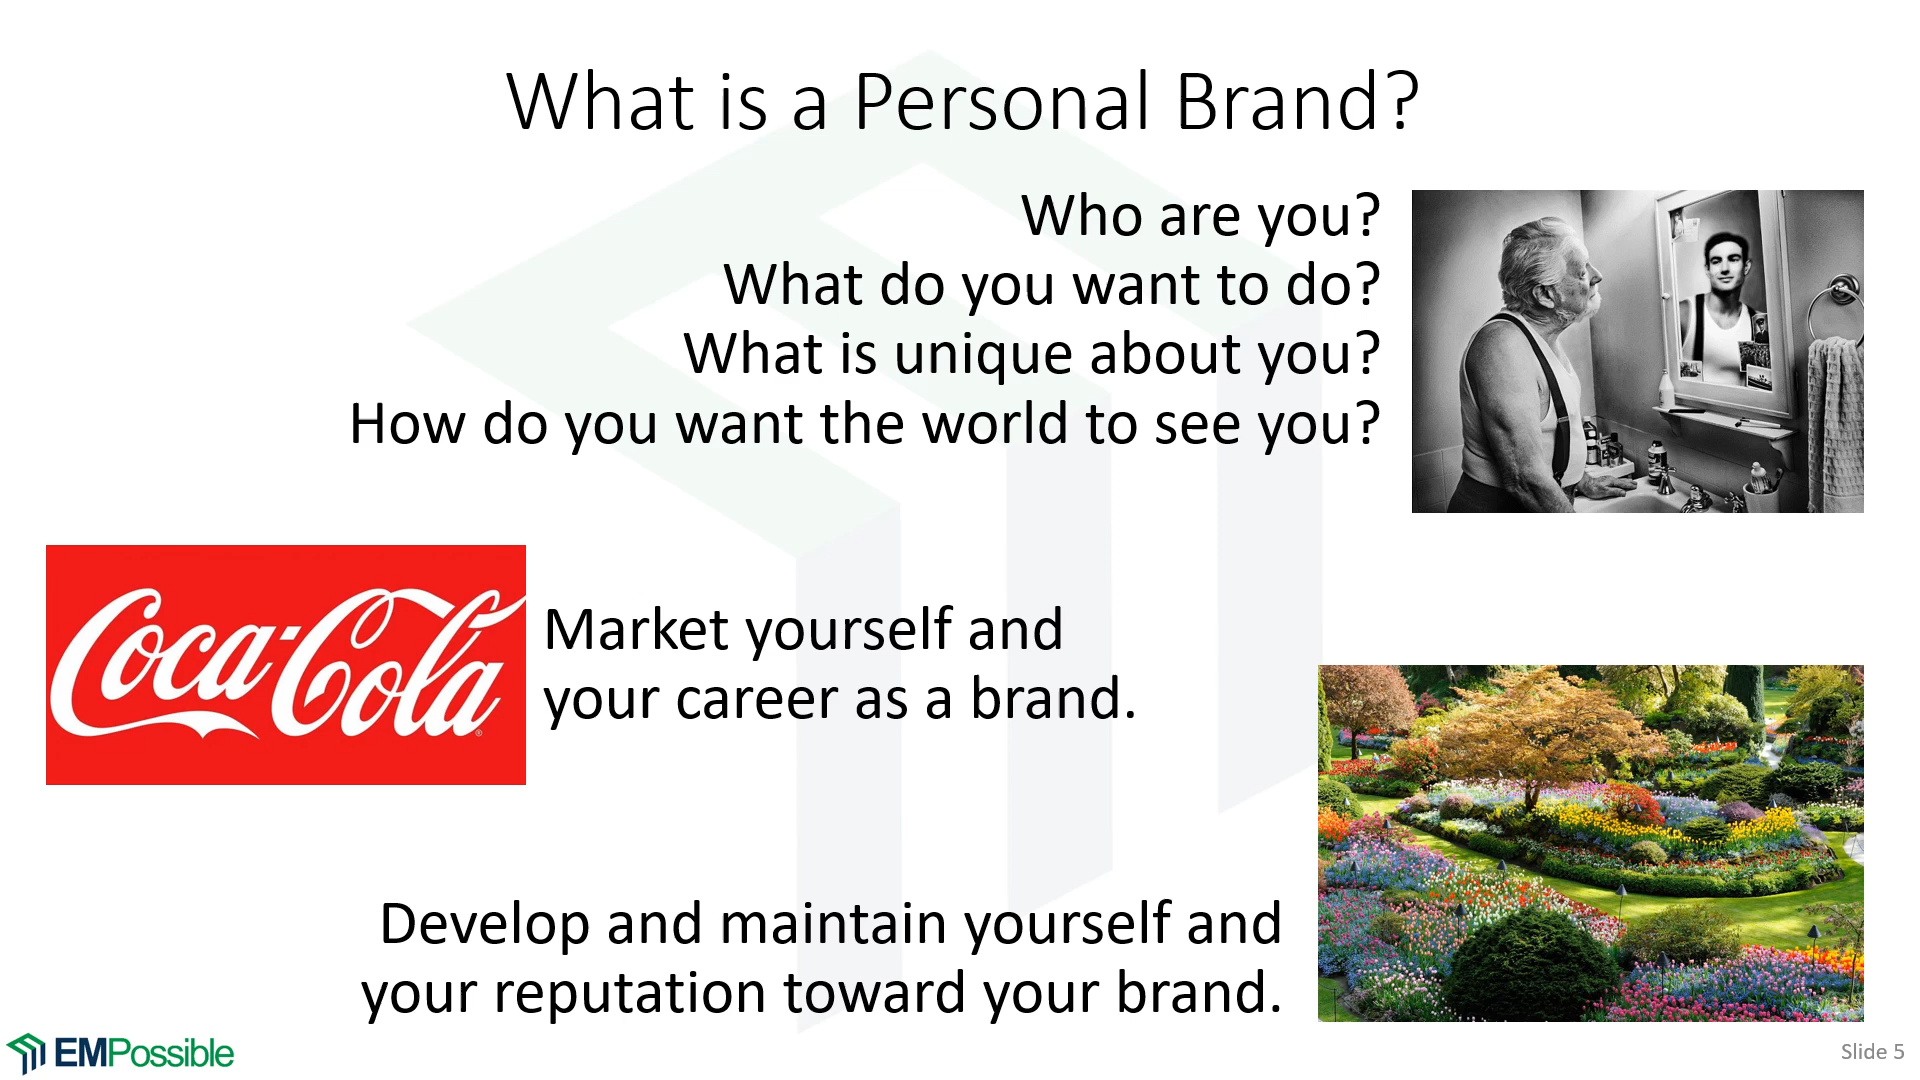 What is a Personal Brand?
Who are you?
What do you want to do?
What is unique about you?
How do you want the world to see you?
Coca-Cola
®
Market yourself and
your career as a brand.
Develop and maintain yourself and
your reputation toward your brand.
EMPossible
Slide 5